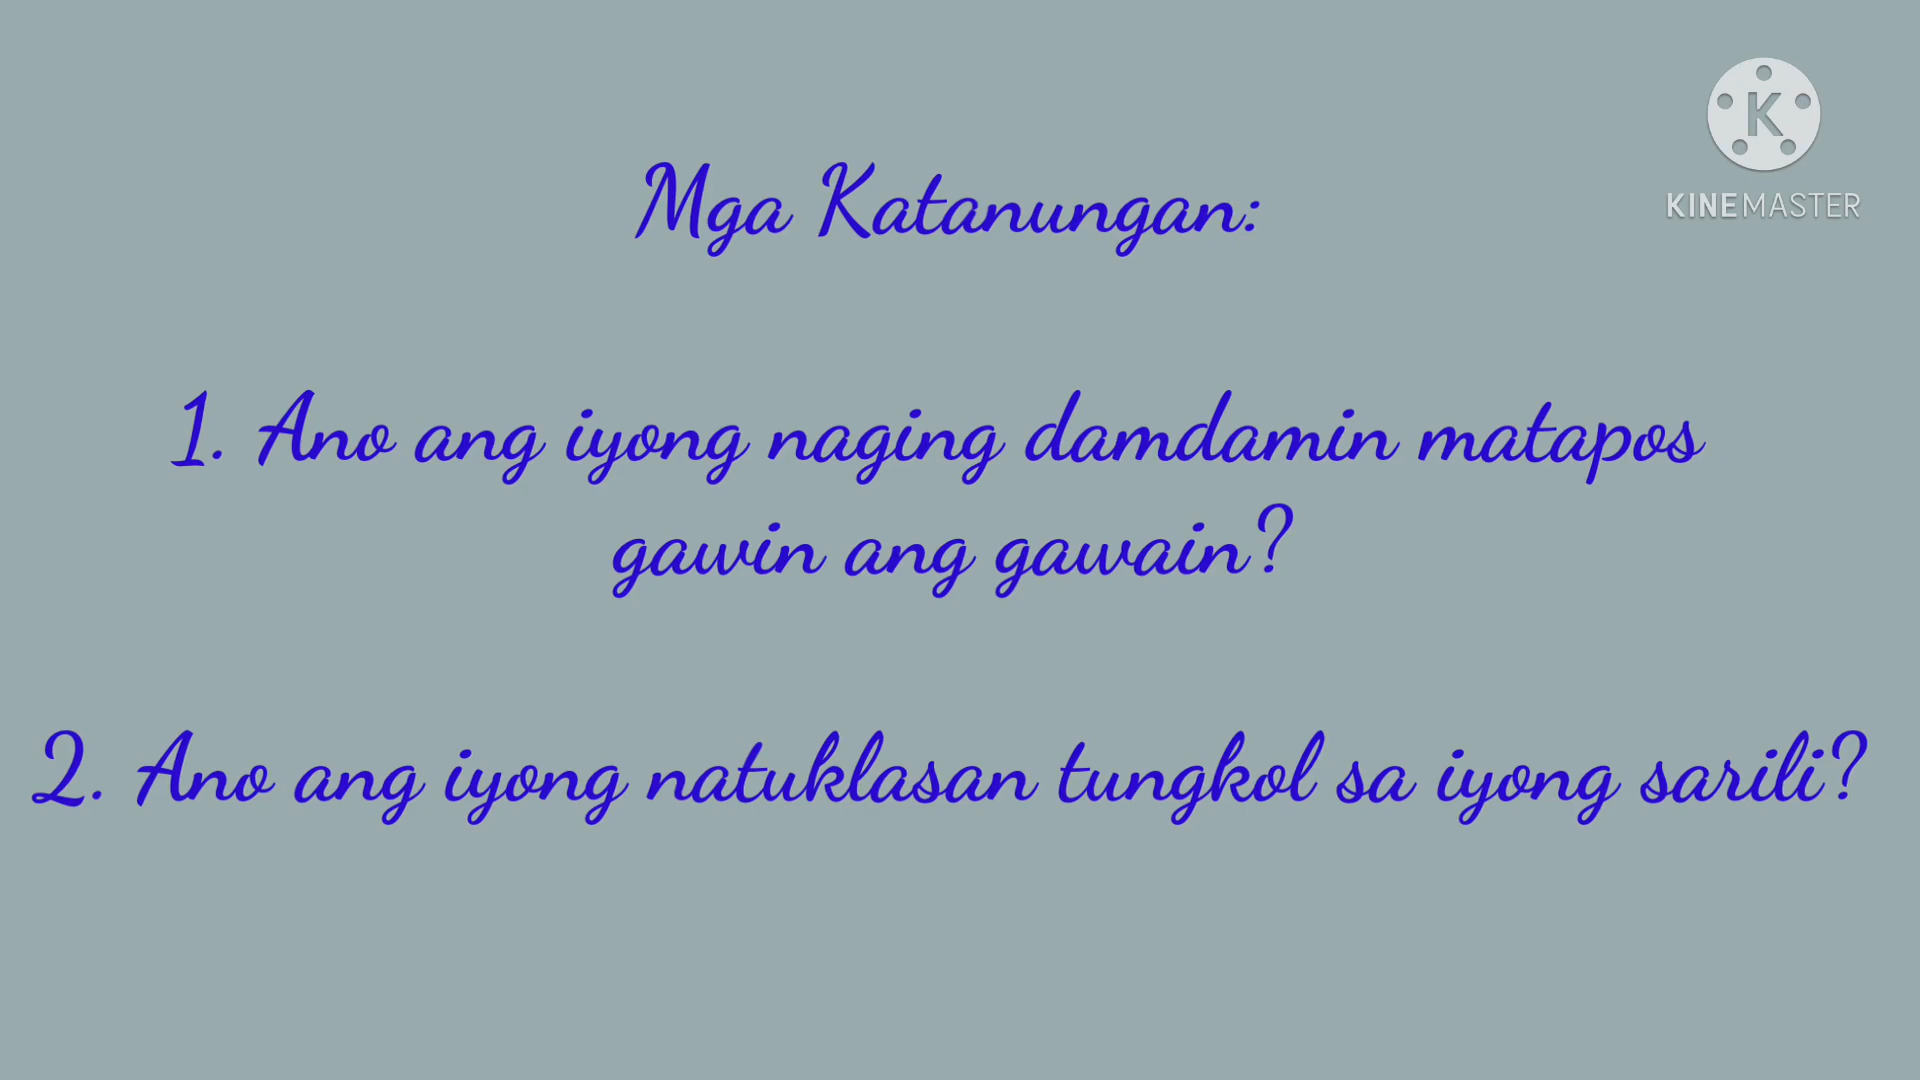 K
KINEMASTER
Mga Katanungan:
1. Ano ang iyong naging damdamin matapos
gawin ang gawain?
2. Ano ang iyong natuklasan tungkol sa iyong sarili?